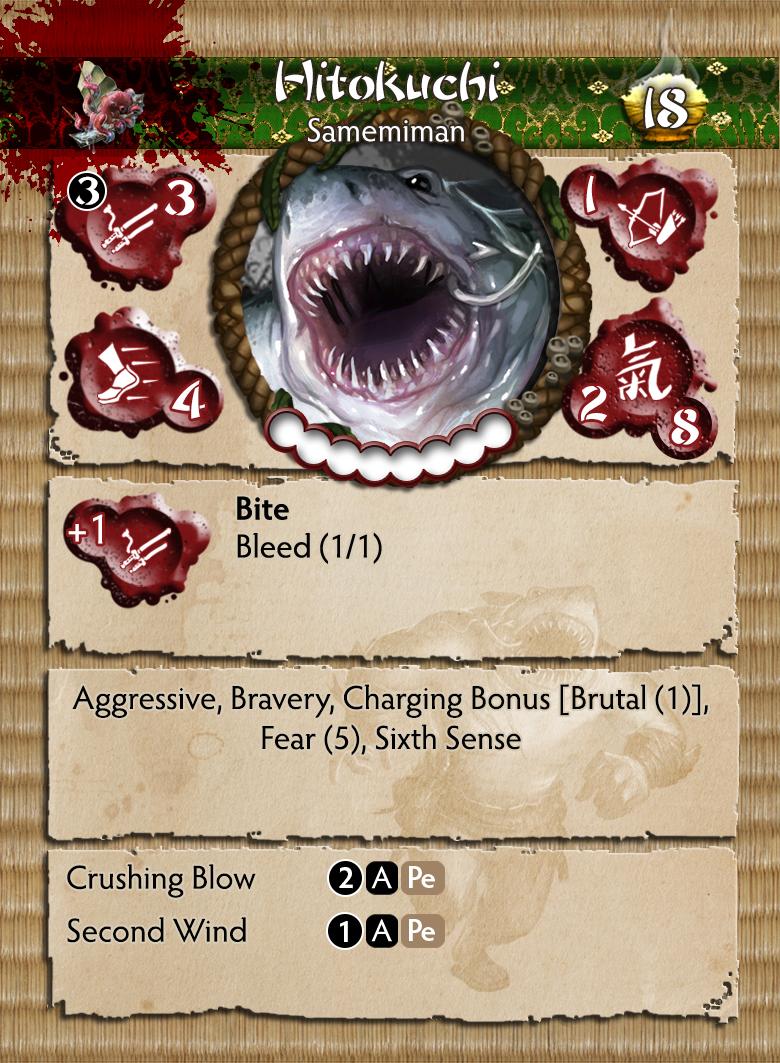 Hitokuchi
18
Samemiman
3 3
1
4
氣
2 8
+1
Bite
Bleed (1/1)
Aggressive, Bravery, Charging Bonus [Brutal (1)],
Fear (5), Sixth Sense
Crushing Blow 2 A Pe
Second Wind 1 A Pe